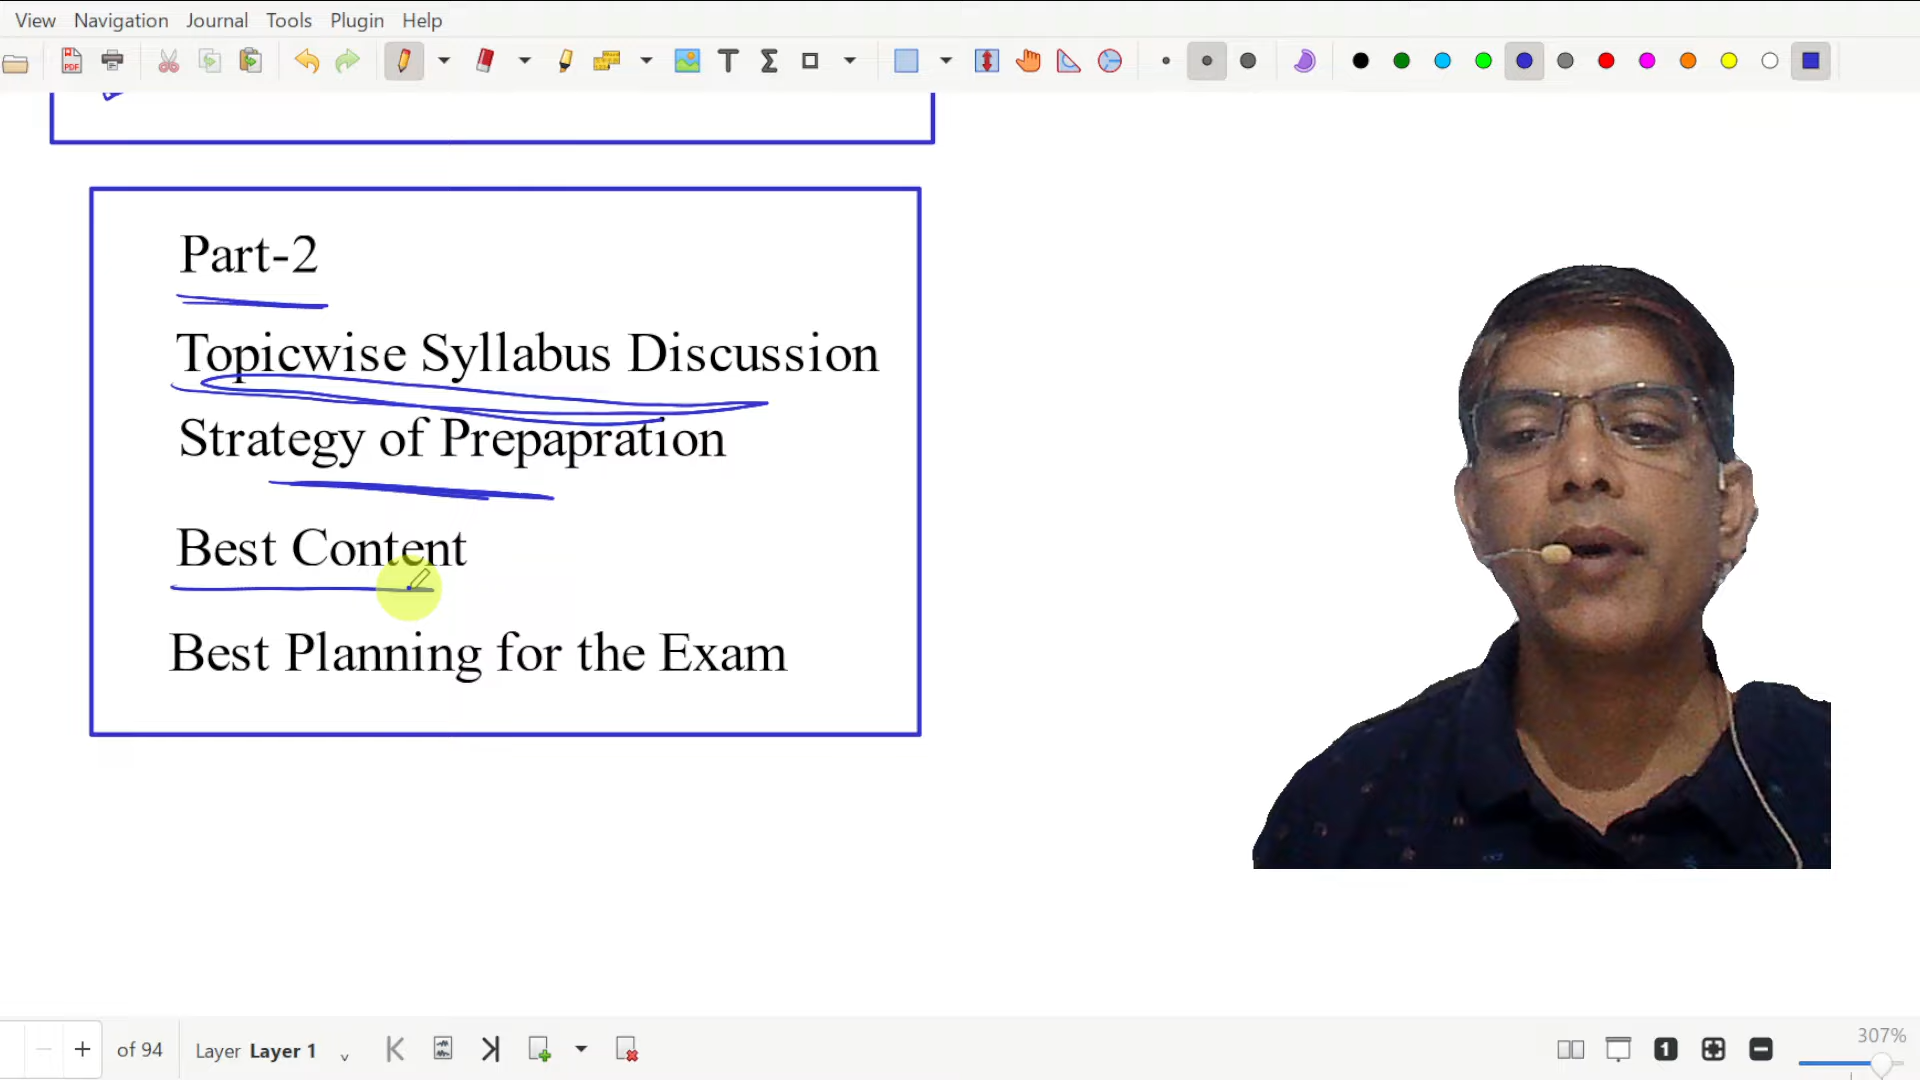 View Navigation Journal Tools Plugin Help
Part-2
Topicwise Syllabus Discussion
Strategy of Prepapration
Best Content
Best Planning for the Exam
of 94 Layer Layer 1
307%